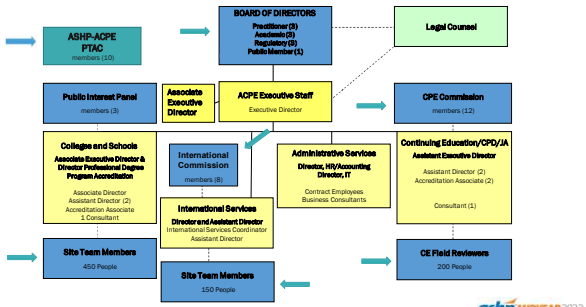 BOARD OF DIRECTORS
Practitioner (3)
Academic (3)
Regulatory (3)
Public Member (1)
Legal Counsel
ASHP-ACPE
PTAC
members (10)
Public Interest Panel
members (3)
Associate
Executive
Director
ACPE Executive Staff
Executive Director
CPE Commission
members (12)
Colleges and Schools
Associate Executive Director &
Director Professional Degree
Program Accreditation
Associate Director
Assistant Director (2)
Accreditation Associate
1 Consultant
International
Commission
members (8)
International Services
Director and Assistant Director
International Services Coordinator
Assistant Director
Administrative Services
Director, HR/Accounting
Director, IT
Contract Employees
Business Consultants
Continuing Education/CPD/JA
Assistant Executive Director
Assistant Director (2)
Accreditation Associate (2)
Consultant (1)
Site Team Members
450 People
Site Team Members
150 People
CE Field Reviewers
200 People